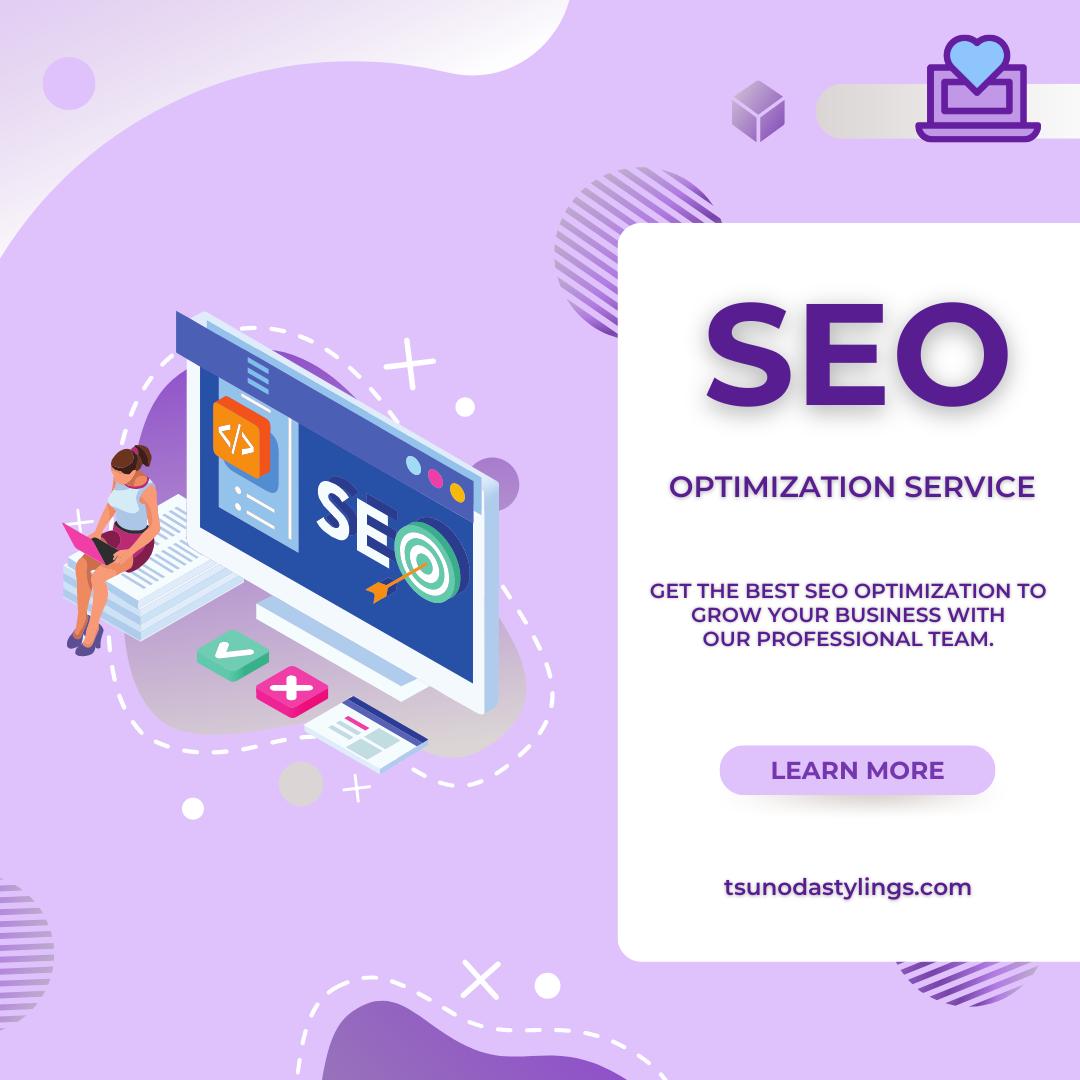 </>
SEO
SEO
OPTIMIZATION SERVICE
GET THE BEST SEO OPTIMIZATION TO
GROW YOUR BUSINESS WITH
OUR PROFESSIONAL TEAM.
LEARN MORE
tsunodastylings.com